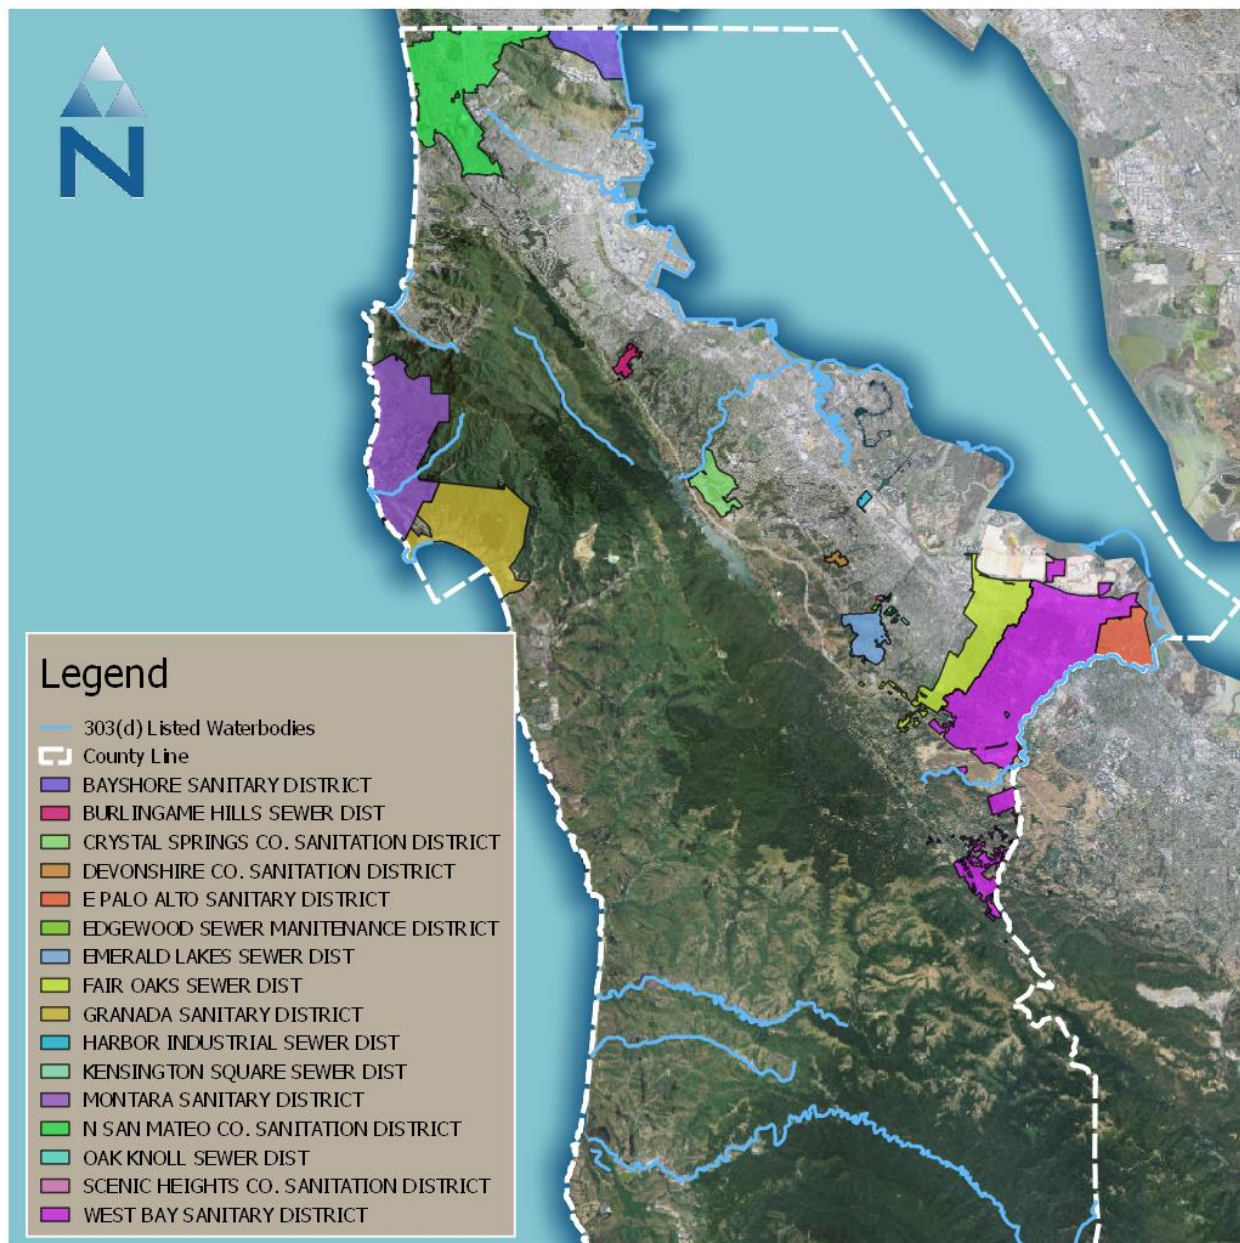 N
Legend
303(d) Listed Waterbodies
County Line
BAYSHORE SANITARY DISTRICT
BURLINGAME HILLS SEWER DIST
CRYSTAL SPRINGS CO. SANITATION DISTRICT
DEVONSHIRE CO. SANITATION DISTRICT
E PALO ALTO SANITARY DISTRICT
EDGEWOOD SEWER MANITENANCE DISTRICT
EMERALD LAKES SEWER DIST
FAIR OAKS SEWER DIST
GRANADA SANITARY DISTRICT
HARBOR INDUSTRIAL SEWER DIST
KENSINGTON SQUARE SEWER DIST
MONTARA SANITARY DISTRICT
N SAN MATEO CO. SANITATION DISTRICT
OAK KNOLL SEWER DIST
SCENIC HEIGHTS CO. SANITATION DISTRICT
WEST BAY SANITARY DISTRICT